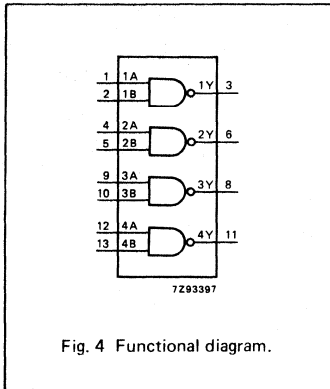 1 1A 1Y 3
2 1B
4 2A 2Y 6
5 2B
9 3A 3Y 8
10 3B
12 4A 4Y 11
13 4B
7Z93397
Fig. 4 Functional diagram.